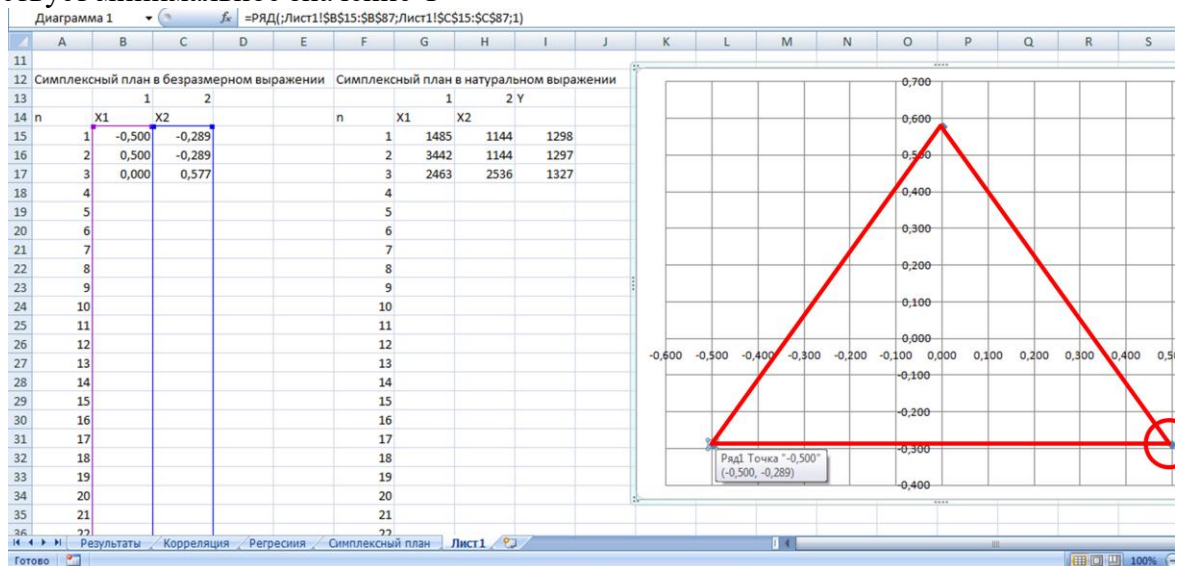 Диаграмма 1 fx =РЯД(;Лист1!$B$15:$B$87;Лист1!$C$15:$C$87;1)
A B C D E F G H I J K L M N O P Q R S
11
12 Симплексный план в безразмерном выражении Симплексный план в натуральном выражении
13 1 2 1 2 Y
14 n X1 X2 n X1 X2
15 1 -0,500 -0,289 1 1485 1144 1298
16 2 0,500 -0,289 2 3442 1144 1297
17 3 0,000 0,577 3 2463 2536 1327
18 4 4
19 5 5
20 6 6
21 7 7
22 8 8
23 9 9
24 10 10
25 11 11
26 12 12
27 13 13
28 14 14
29 15 15
30 16 16
31 17 17
32 18 18
33 19 19
34 20 20
35 21 21
36 22 22
0,700
0,600
0,500
0,400
0,300
0,200
0,100
0,000
-0,600 -0,500 -0,400 -0,300 -0,200 -0,100 0,000 0,100 0,200 0,300 0,400
-0,100
-0,200
-0,300
-0,400
Ряд1 Точка "-0,500"
(-0,500, -0,289)
Результаты Корреляция Регресиия Симплексный план Лист1
Готово 100%